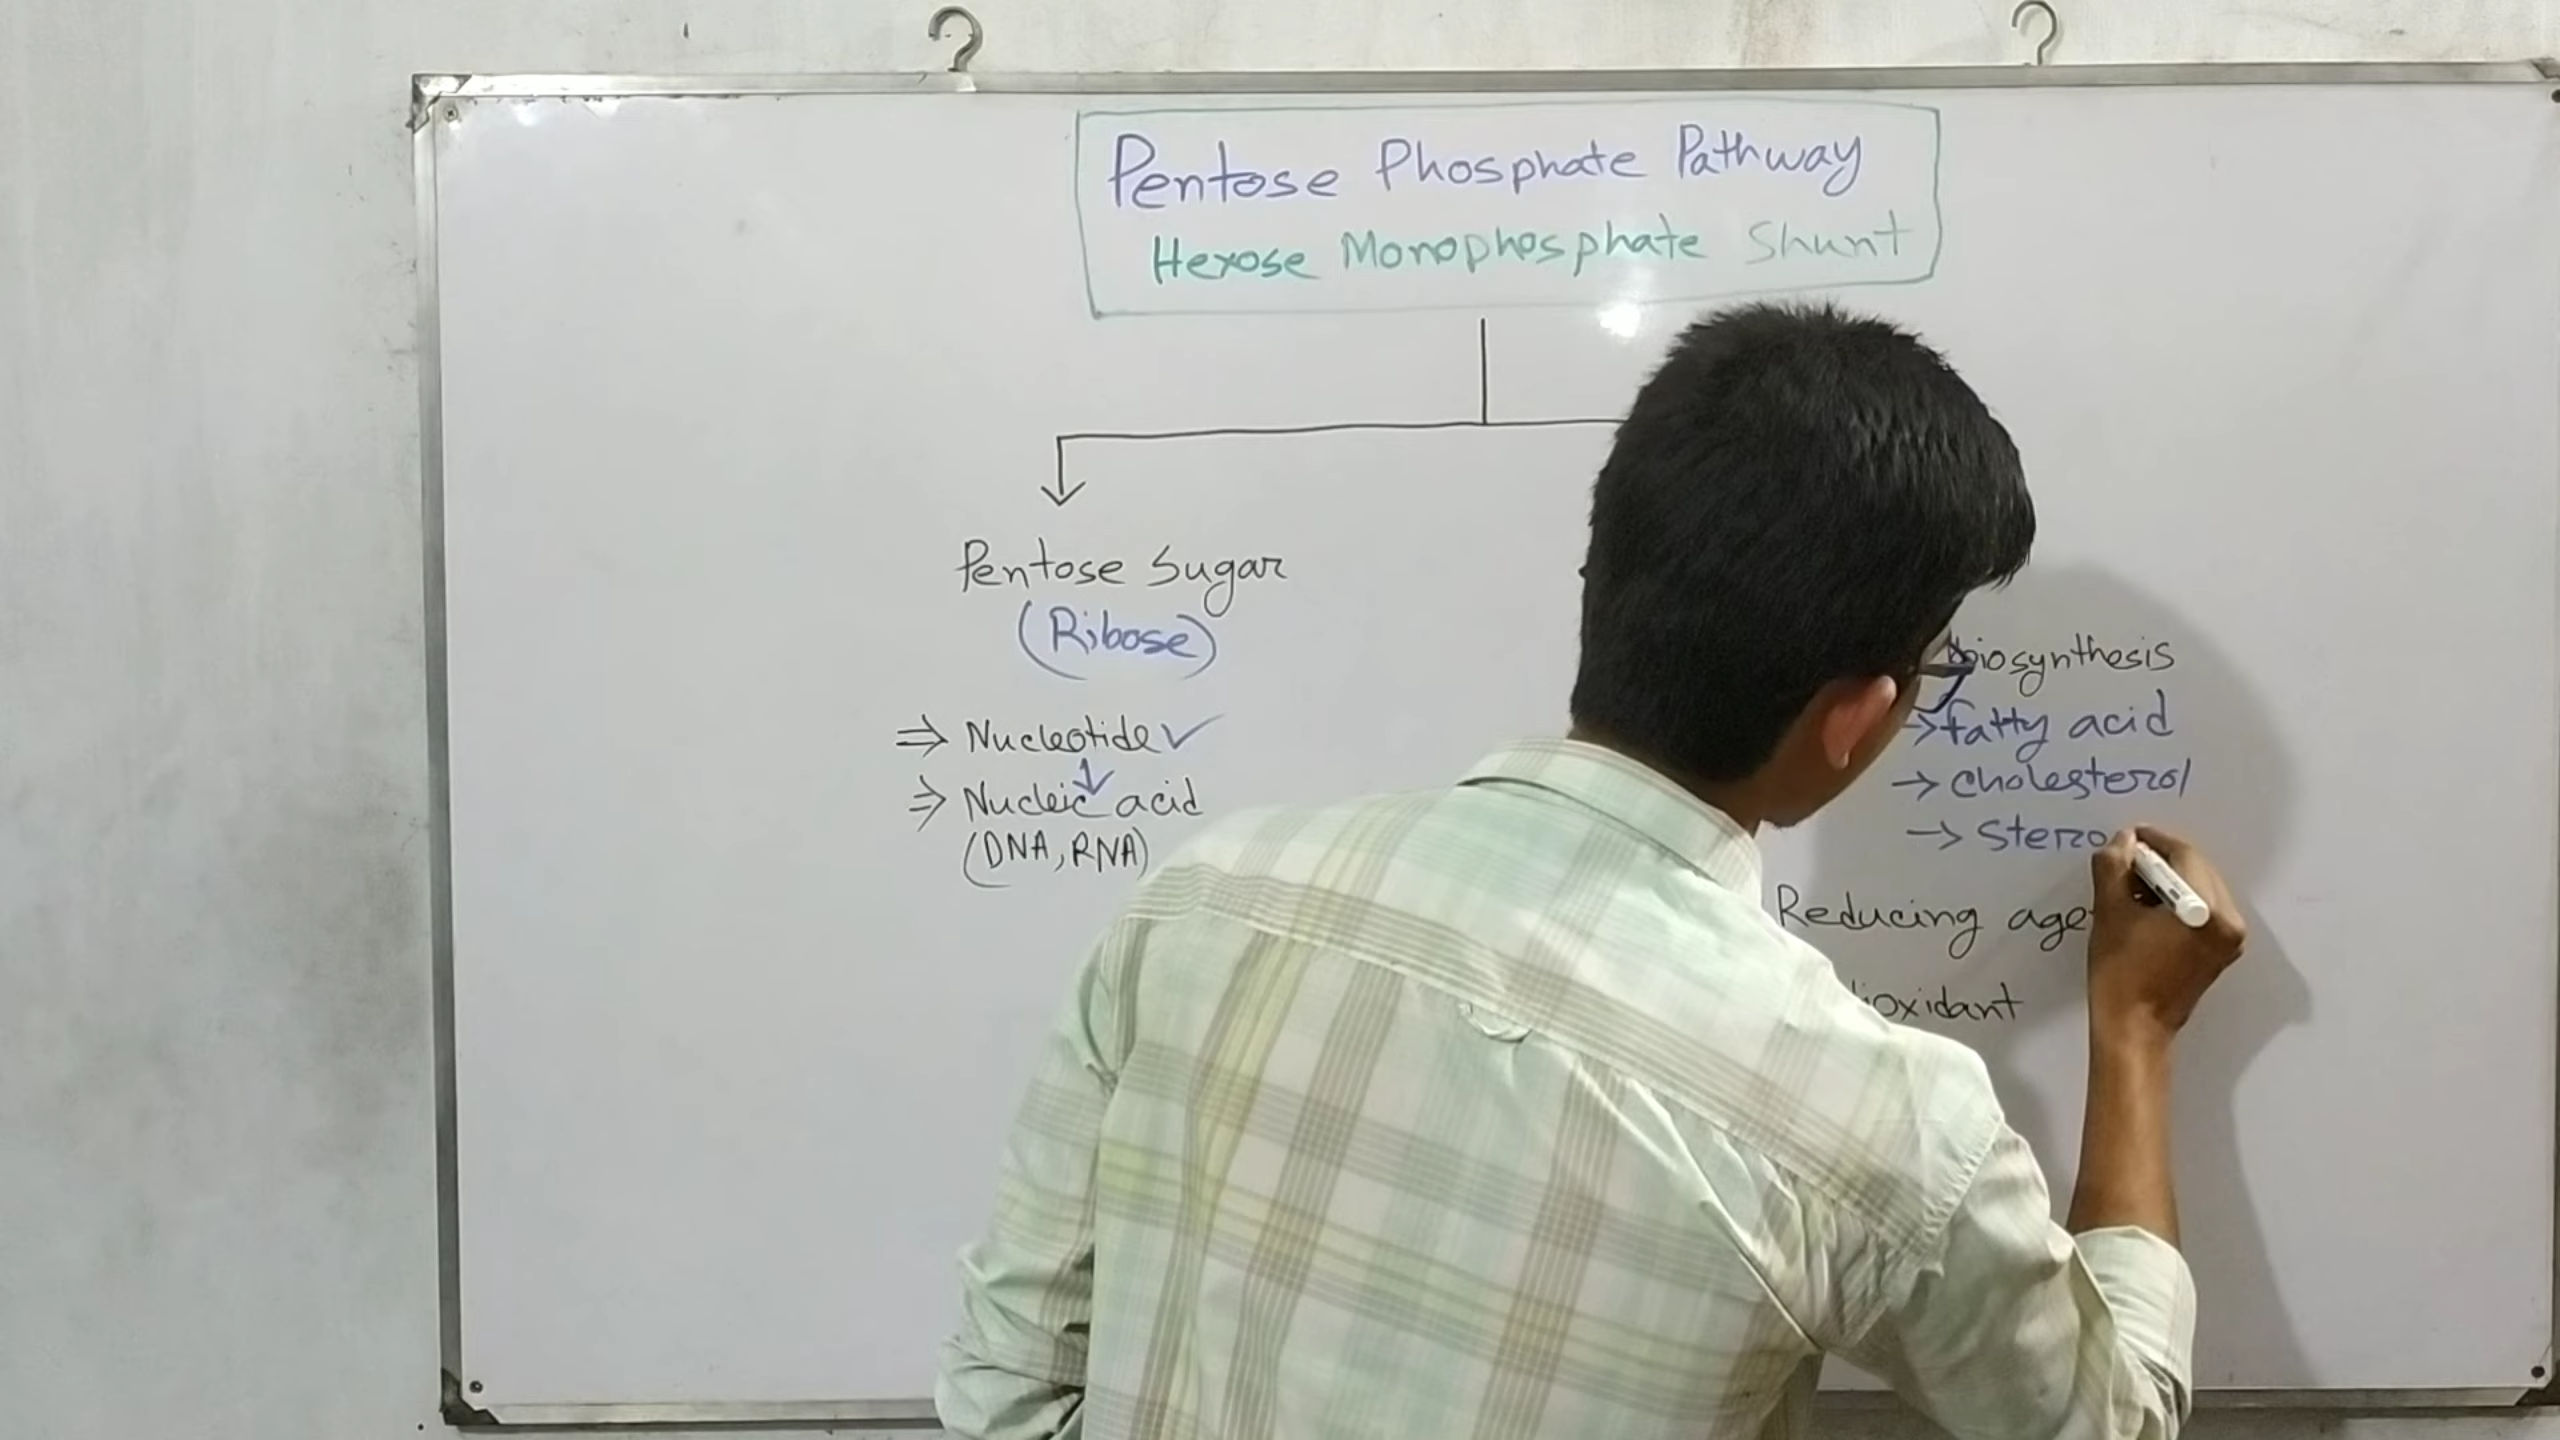 Pentose Phosphate Pathway
Hexose Monophosphate Shunt
Pentose Sugar
(Ribose)
⇒ Nucleotide ✓
↓
⇒ Nucleic acid
(DNA, RNA)
biosynthesis
→ fatty acid
→ cholesterol
→ Stero
Reducing age
ioxidant